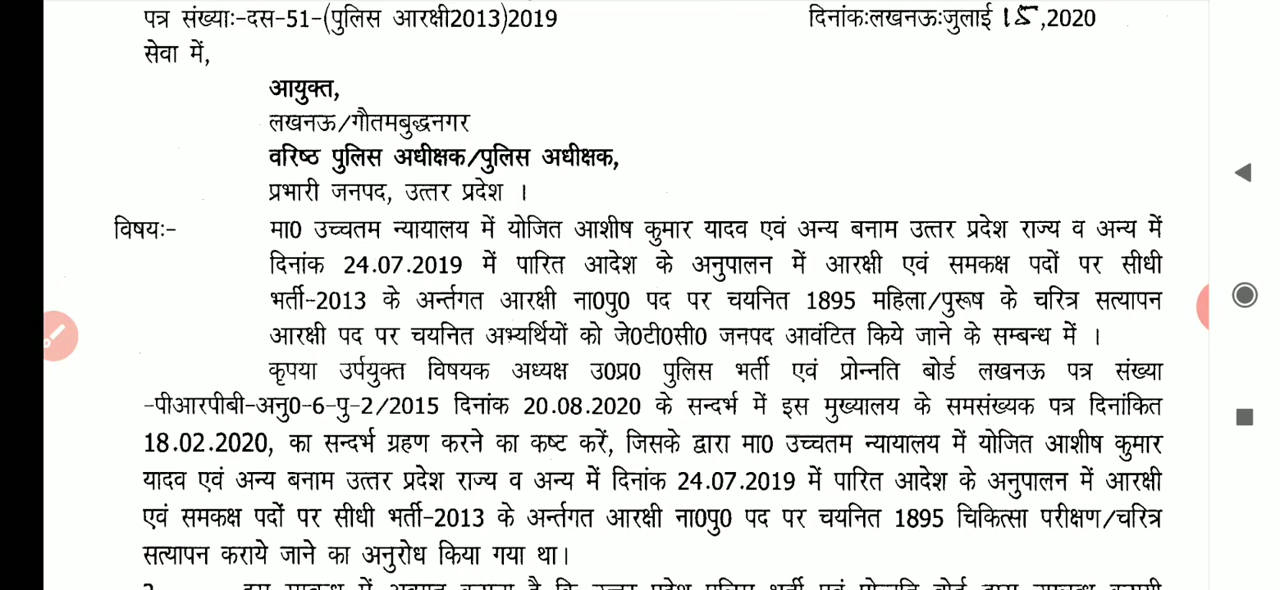 पत्र संख्याः-दस-51-(पुलिस आरक्षी2013)2019 दिनांकःलखनऊःजुलाई 15,2020
सेवा में,
आयुक्त,
लखनऊ/गौतमबुद्धनगर
वरिष्ठ पुलिस अधीक्षक/पुलिस अधीक्षक,
प्रभारी जनपद, उत्तर प्रदेश ।
विषयः- मा0 उच्चतम न्यायालय में योजित आशीष कुमार यादव एवं अन्य बनाम उत्तर प्रदेश राज्य व अन्य में
दिनांक 24.07.2019 में पारित आदेश के अनुपालन में आरक्षी एवं समकक्ष पदों पर सीधी
भर्ती-2013 के अर्न्तगत आरक्षी ना0पु0 पद पर चयनित 1895 महिला/पुरूष के चरित्र सत्यापन
आरक्षी पद पर चयनित अभ्यर्थियों को जे0टी0सी0 जनपद आवंटित किये जाने के सम्बन्ध में ।
कृपया उर्पयुक्त विषयक अध्यक्ष उ0प्र0 पुलिस भर्ती एवं प्रोन्नति बोर्ड लखनऊ पत्र संख्या
-पीआरपीबी-अनु0-6-पु-2/2015 दिनांक 20.08.2020 के सन्दर्भ में इस मुख्यालय के समसंख्यक पत्र दिनांकित
18.02.2020, का सन्दर्भ ग्रहण करने का कष्ट करें, जिसके द्वारा मा0 उच्चतम न्यायालय में योजित आशीष कुमार
यादव एवं अन्य बनाम उत्तर प्रदेश राज्य व अन्य में दिनांक 24.07.2019 में पारित आदेश के अनुपालन में आरक्षी
एवं समकक्ष पदों पर सीधी भर्ती-2013 के अर्न्तगत आरक्षी ना0पु0 पद पर चयनित 1895 चिकित्सा परीक्षण/चरित्र
सत्यापन कराये जाने का अनुरोध किया गया था।